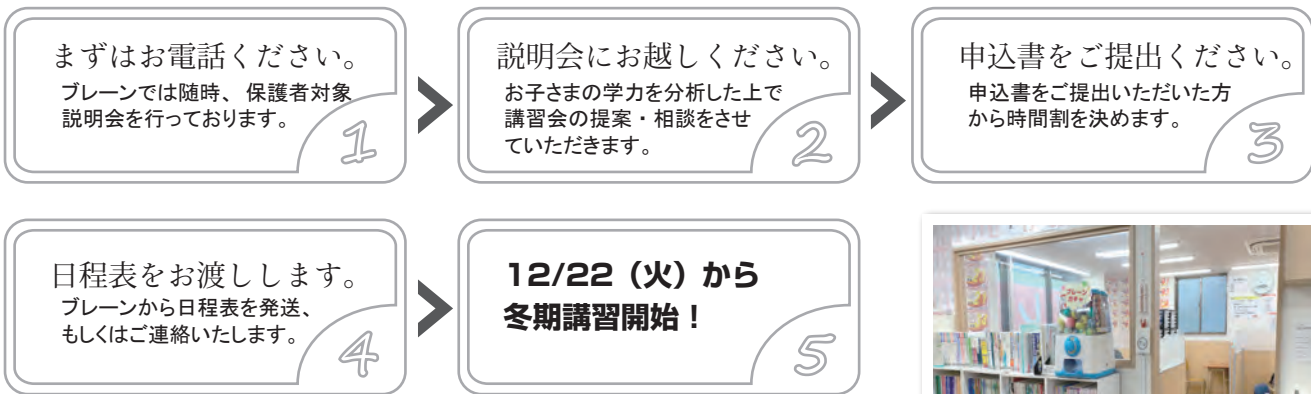 まずはお電話ください。
ブレーンでは随時、保護者対象
説明会を行っております。
1
説明会にお越しください。
お子さまの学力を分析した上で
講習会の提案・相談をさせ
ていただきます。
2
申込書をご提出ください。
申込書をご提出いただいた方
から時間割を決めます。
3
日程表をお渡しします。
ブレーンから日程表を発送、
もしくはご連絡いたします。
4
12/22（火）から
冬期講習開始！
5